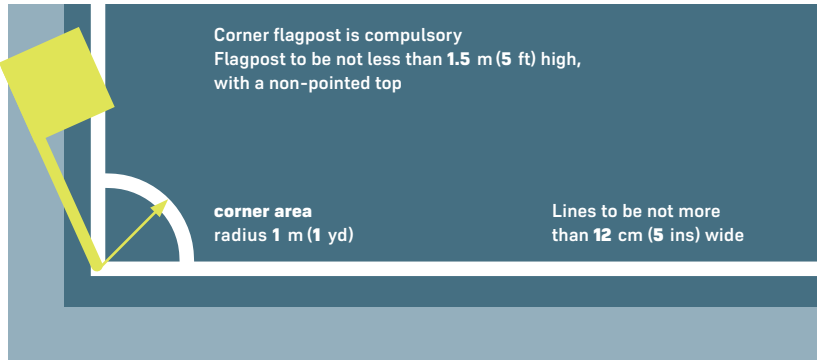 Corner flagpost is compulsory
Flagpost to be not less than 1.5 m (5 ft) high,
with a non-pointed top
corner area
radius 1 m (1 yd)
Lines to be not more
than 12 cm (5 ins) wide